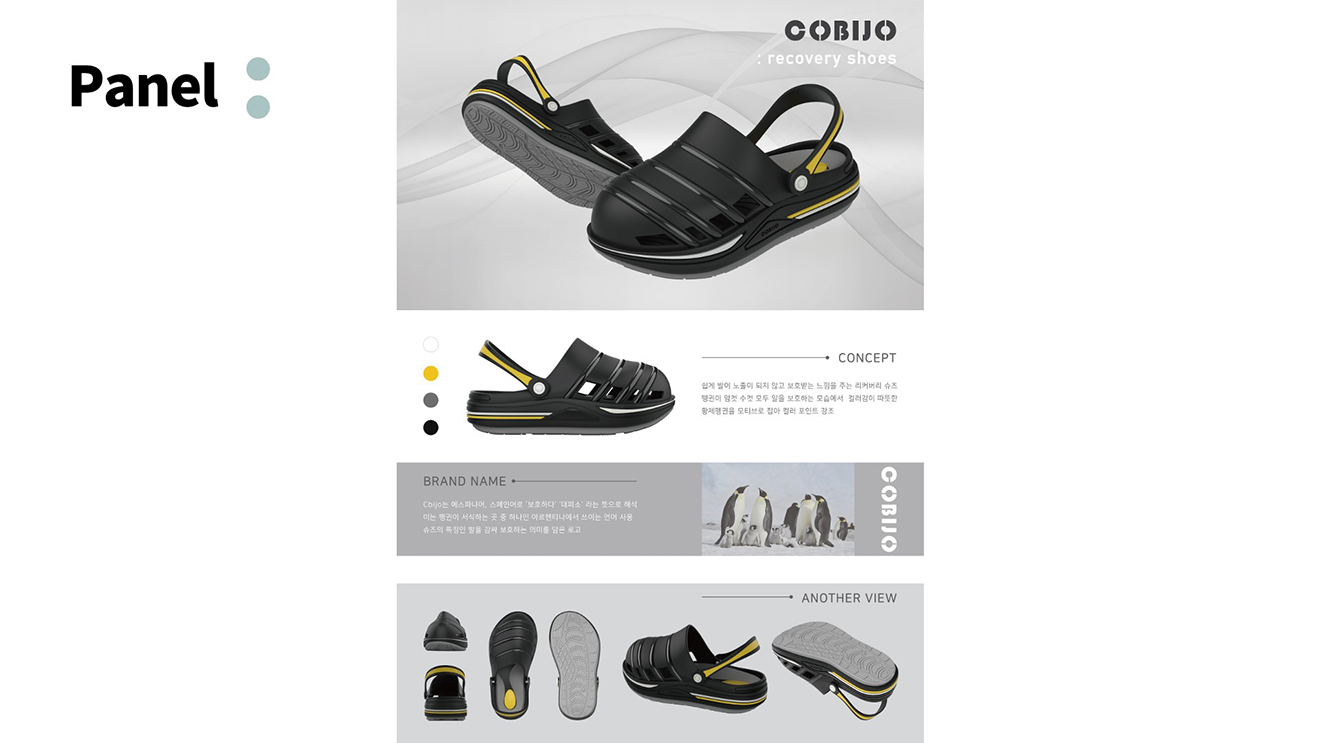 Panel
COBIJO
: recovery shoes
CONCEPT
쉽게 발이 노출이 되지 않고 보호받는 느낌을 주는 리커버리 슈즈
펭귄이 암컷 수컷 모두 알을 보호하는 모습에서 컬러감이 따뜻한
황제펭귄을 모티브로 잡아 컬러 포인트 강조
BRAND NAME
Cbijo는 에스파냐어, 스페인어로 '보호하다' '대피소' 라는 뜻으로 해석
이는 펭귄이 서식하는 곳 중 하나인 아르헨티나에서 쓰이는 언어 사용
슈즈의 특징인 발을 감싸 보호하는 의미를 담은 로고
COBIJO
ANOTHER VIEW